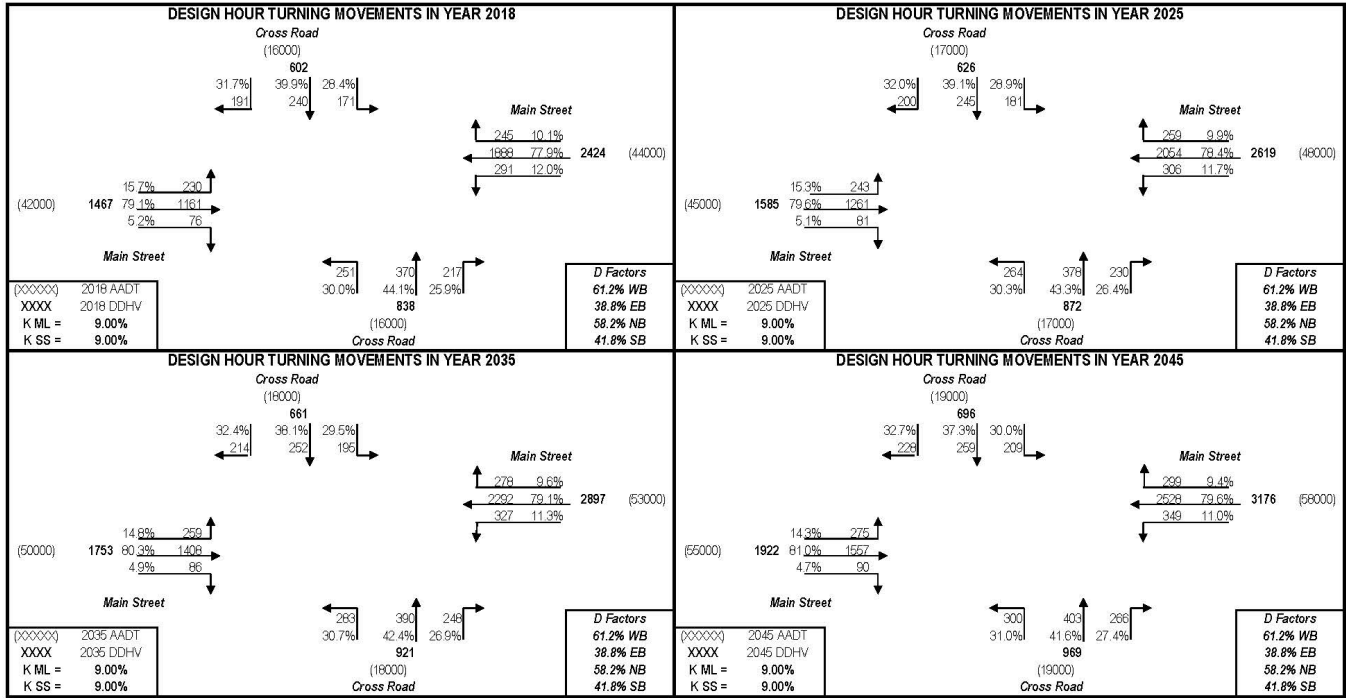 DESIGN HOUR TURNING MOVEMENTS IN YEAR 2018
Cross Road
(16000)
602
31.7% 39.9% 28.4%
191 240 171
Main Street
245 10.1%
1888 77.9% 2424 (44000)
291 12.0%
15.7% 230
(42000) 1467 79.1% 1161
5.2% 76
Main Street
251 370 217
30.0% 44.1% 25.9%
838
(16000)
Cross Road
(XXXXX) 2018 AADT
XXXX 2018 DDHV
K ML = 9.00%
K SS = 9.00%
D Factors
61.2% WB
38.8% EB
58.2% NB
41.8% SB
DESIGN HOUR TURNING MOVEMENTS IN YEAR 2025
Cross Road
(17000)
626
32.0% 39.1% 28.9%
200 245 181
Main Street
259 9.9%
2054 78.4% 2619 (48000)
306 11.7%
15.3% 243
(45000) 1585 79.6% 1261
5.1% 81
Main Street
264 378 230
30.3% 43.3% 26.4%
872
(17000)
Cross Road
(XXXXX) 2025 AADT
XXXX 2025 DDHV
K ML = 9.00%
K SS = 9.00%
D Factors
61.2% WB
38.8% EB
58.2% NB
41.8% SB
DESIGN HOUR TURNING MOVEMENTS IN YEAR 2035
Cross Road
(18000)
661
32.4% 38.1% 29.5%
214 252 195
Main Street
278 9.6%
2292 79.1% 2897 (53000)
327 11.3%
14.8% 259
(50000) 1753 80.3% 1408
4.9% 86
Main Street
283 390 248
30.7% 42.4% 26.9%
921
(18000)
Cross Road
(XXXXX) 2035 AADT
XXXX 2035 DDHV
K ML = 9.00%
K SS = 9.00%
D Factors
61.2% WB
38.8% EB
58.2% NB
41.8% SB
DESIGN HOUR TURNING MOVEMENTS IN YEAR 2045
Cross Road
(19000)
696
32.7% 37.3% 30.0%
228 259 209
Main Street
299 9.4%
2528 79.6% 3176 (58000)
349 11.0%
14.3% 275
(55000) 1922 81.0% 1557
4.7% 90
Main Street
300 403 266
31.0% 41.6% 27.4%
969
(19000)
Cross Road
(XXXXX) 2045 AADT
XXXX 2045 DDHV
K ML = 9.00%
K SS = 9.00%
D Factors
61.2% WB
38.8% EB
58.2% NB
41.8% SB